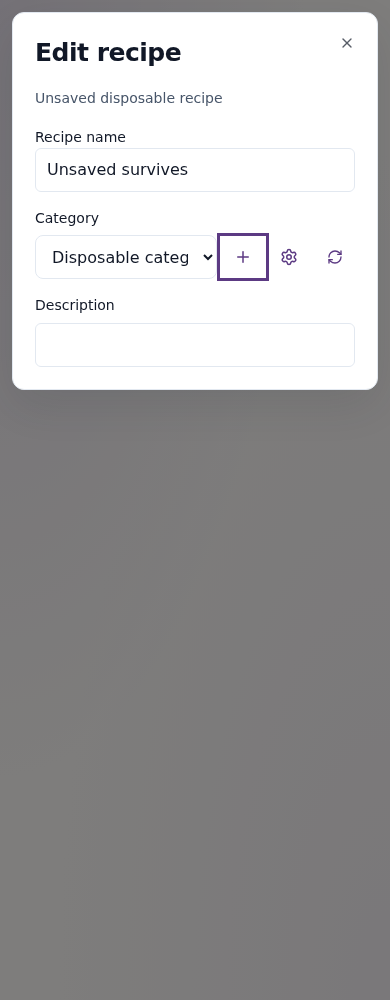 Edit recipe
Unsaved disposable recipe
Recipe name
Unsaved survives
Category
Disposable categ
Description